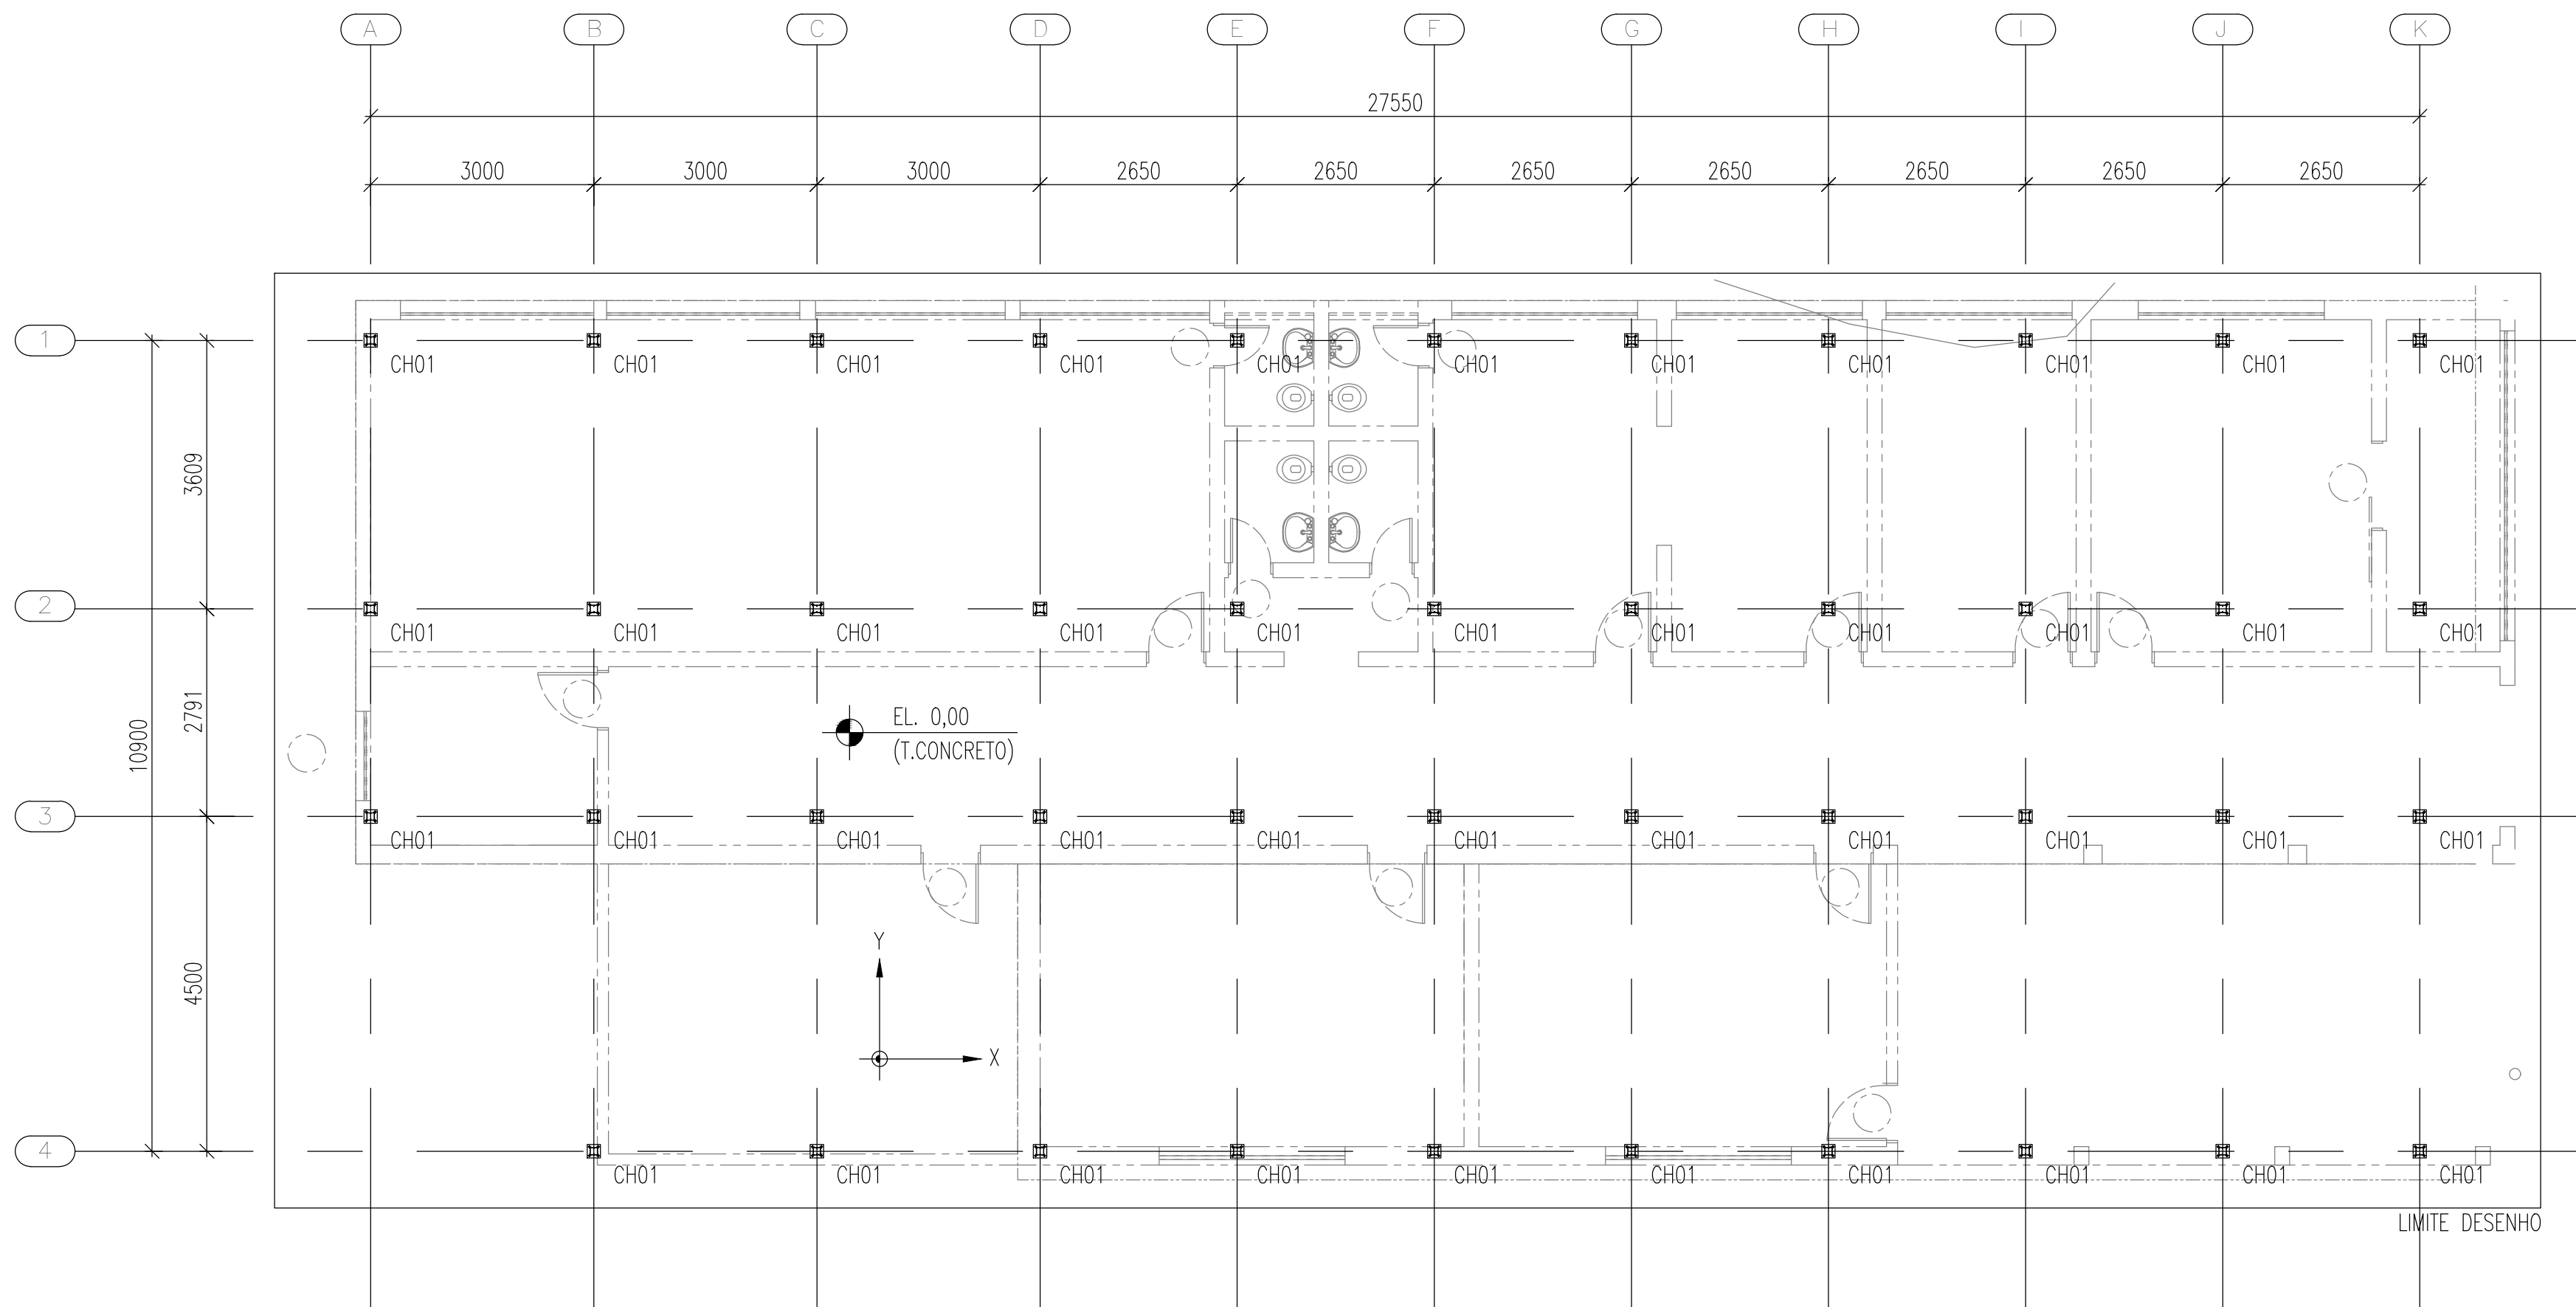 A B C D E F G H I J K
27550
3000 3000 3000 2650 2650 2650 2650 2650 2650 2650
1
CH01 CH01 CH01 CH01 CH01 CH01 CH01 CH01 CH01 CH01 CH01
3609
2
CH01 CH01 CH01 CH01 CH01 CH01 CH01 CH01 CH01 CH01 CH01
2791
10900
EL. 0,00
(T.CONCRETO)
3
CH01 CH01 CH01 CH01 CH01 CH01 CH01 CH01 CH01 CH01 CH01
4500
Y
X
4
CH01 CH01 CH01 CH01 CH01 CH01 CH01 CH01 CH01 CH01
LIMITE DESENHO